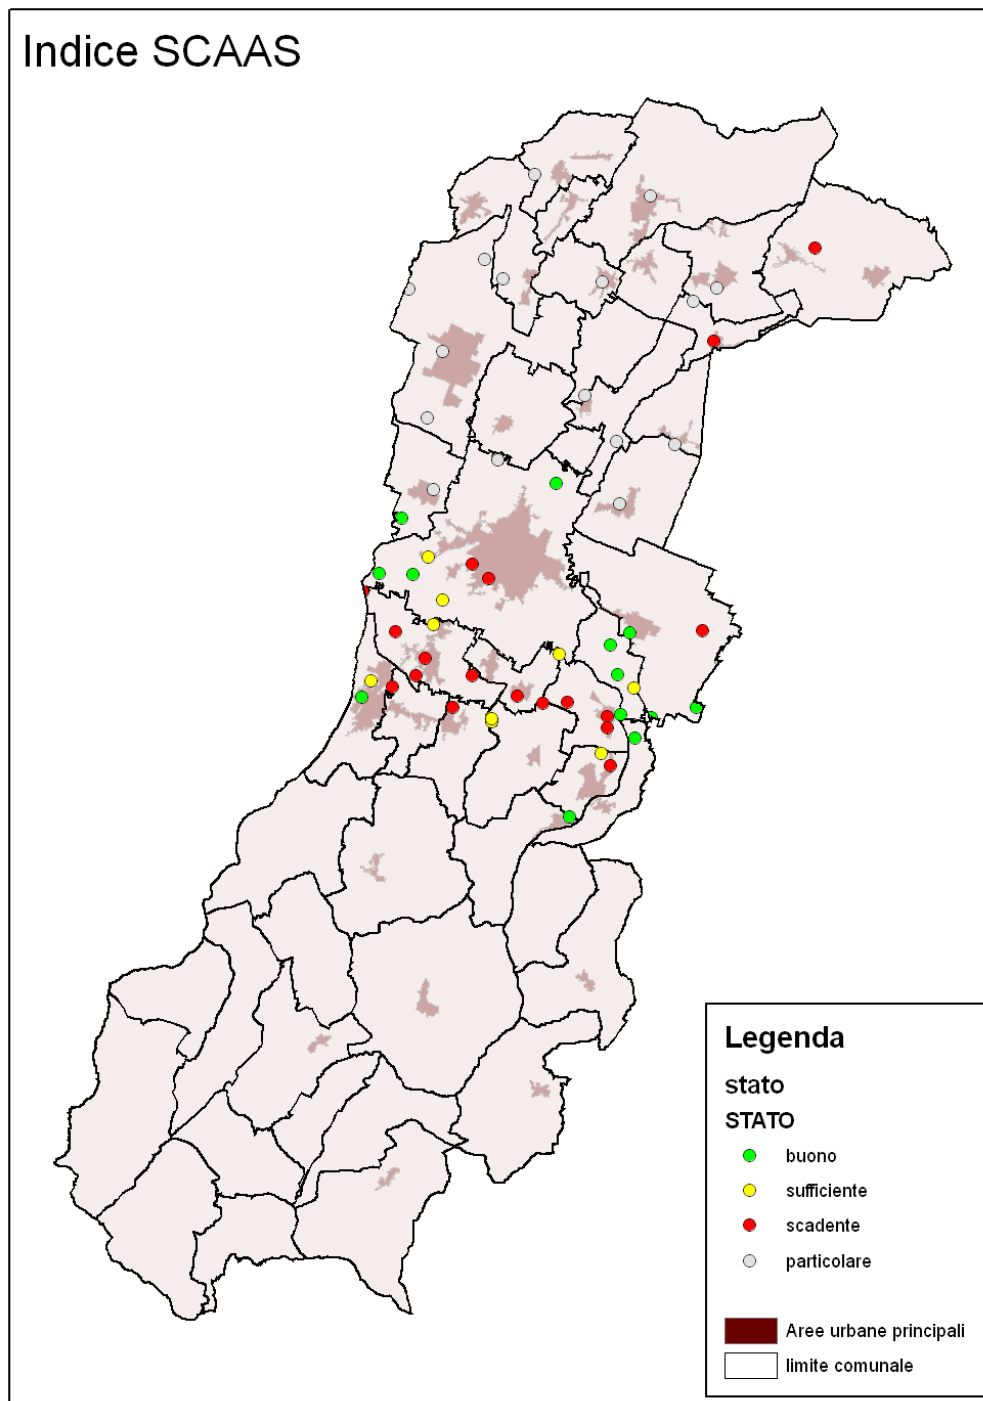 Indice SCAAS
Legenda
stato
STATO
buono
sufficiente
scadente
particolare
Aree urbane principali
limite comunale